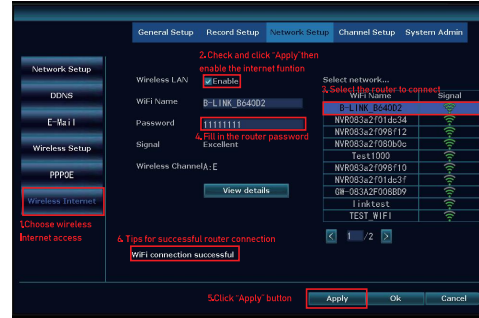 General Setup Record Setup Network Setup Channel Setup System Admin
2.Check and click "Apply"then
enable the internet funtion
Network Setup
DDNS
E-Mail
Wireless Setup
PPPOE
Wireless Internet
1.Choose wireless
Internet access
Wireless LAN Enable
WiFi Name B-LINK_B640D2
Password 11111111
4.Fill in the router password
Signal Excellent
Wireless Channel A:E
View details
Select network...
3.Select the router to connect
WiFi Name Signal
B-LINK_B640D2
NVR083a2f01dc34
NVR083a2f098f12
NVR083a2f080b0c
Test1000
NVR083a2f098f10
NVR083a2f01dc3f
GW-083A2F008BD9
linktest
TEST_WIFI
< 1 /2 >
6.Tips for successful router connection
WiFi connection successful
5.Click "Apply" button
Apply Ok Cancel